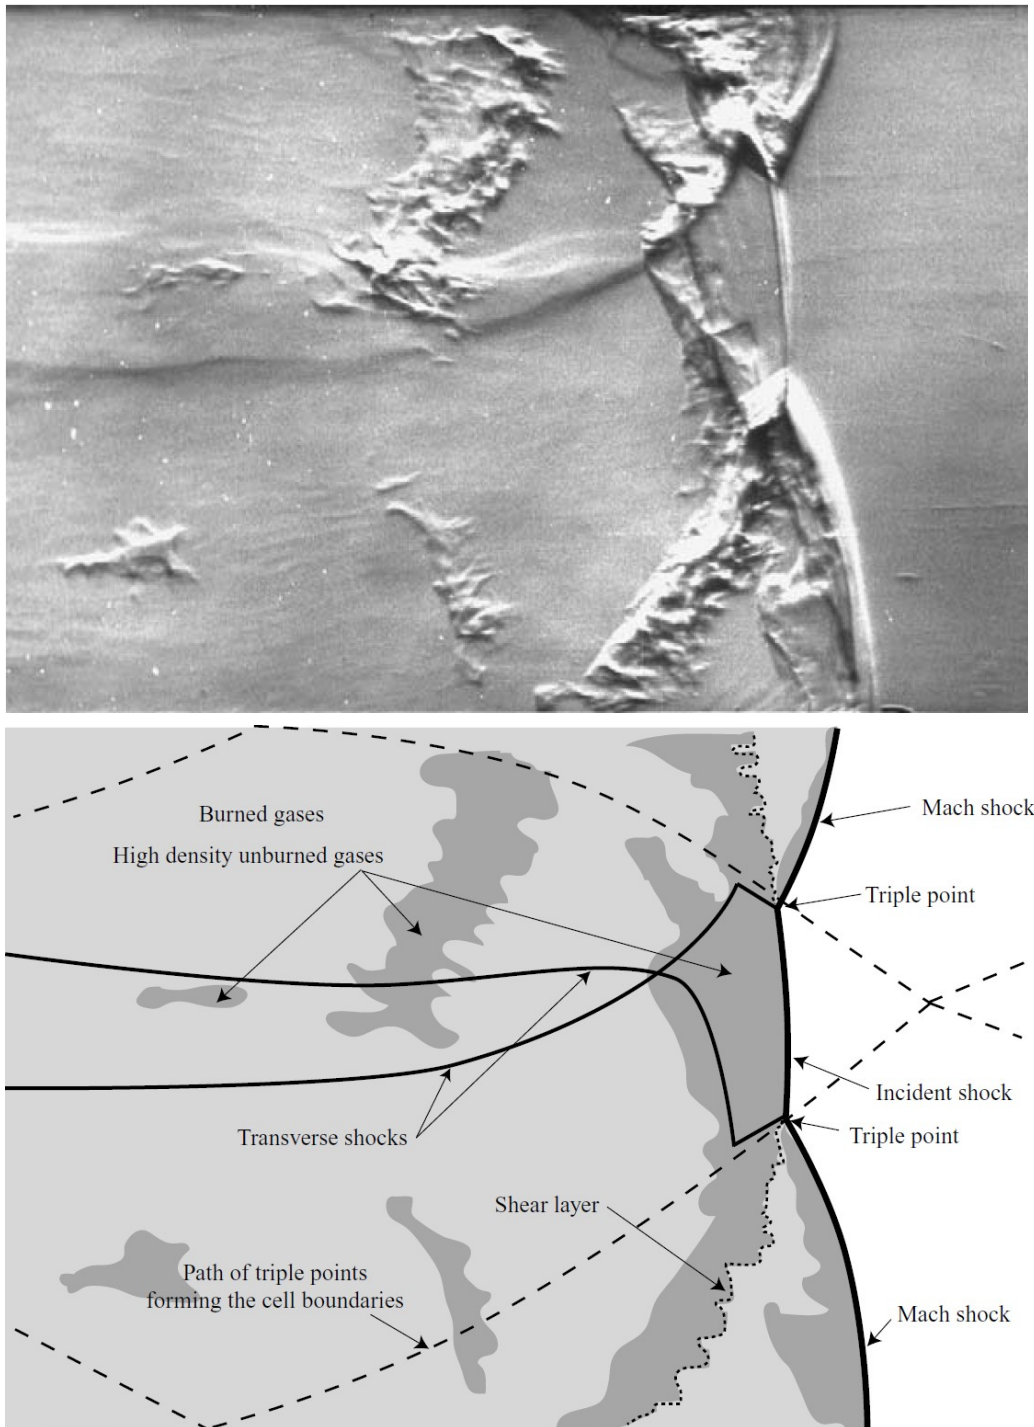 Burned gases
High density unburned gases
Mach shock
Triple point
Incident shock
Triple point
Transverse shocks
Shear layer
Path of triple points
forming the cell boundaries
Mach shock